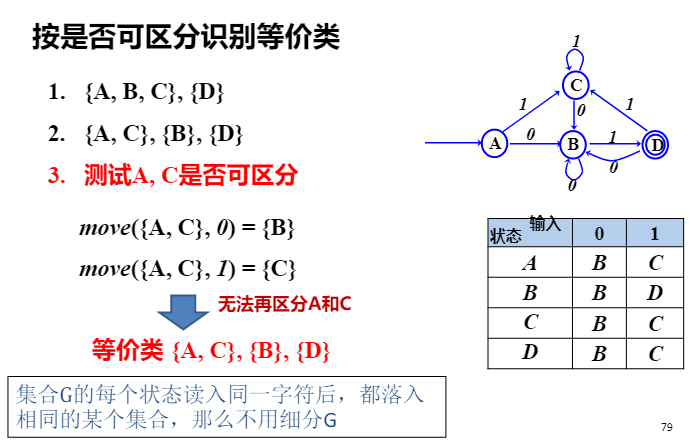 按是否可区分识别等价类
1. {A, B, C}, {D}
2. {A, C}, {B}, {D}
3. 测试A, C是否可区分
move({A, C}, 0) = {B}
move({A, C}, 1) = {C}
无法再区分A和C
等价类 {A, C}, {B}, {D}
集合G的每个状态读入同一字符后，都落入
相同的某个集合，那么不用细分G
1
C
1
0
1
A
0
B
1
D
0
0
输入
状态 0 1
A B C
B B D
C B C
D B C
79